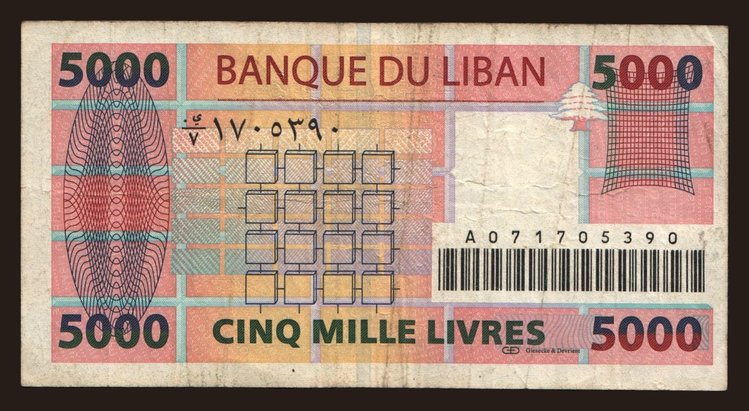 5000 BANQUE DU LIBAN 5000
أ/٧ ١٧٠٥٣٩٠
A071705390
5000 CINQ MILLE LIVRES 5000
Giesecke & Devrient